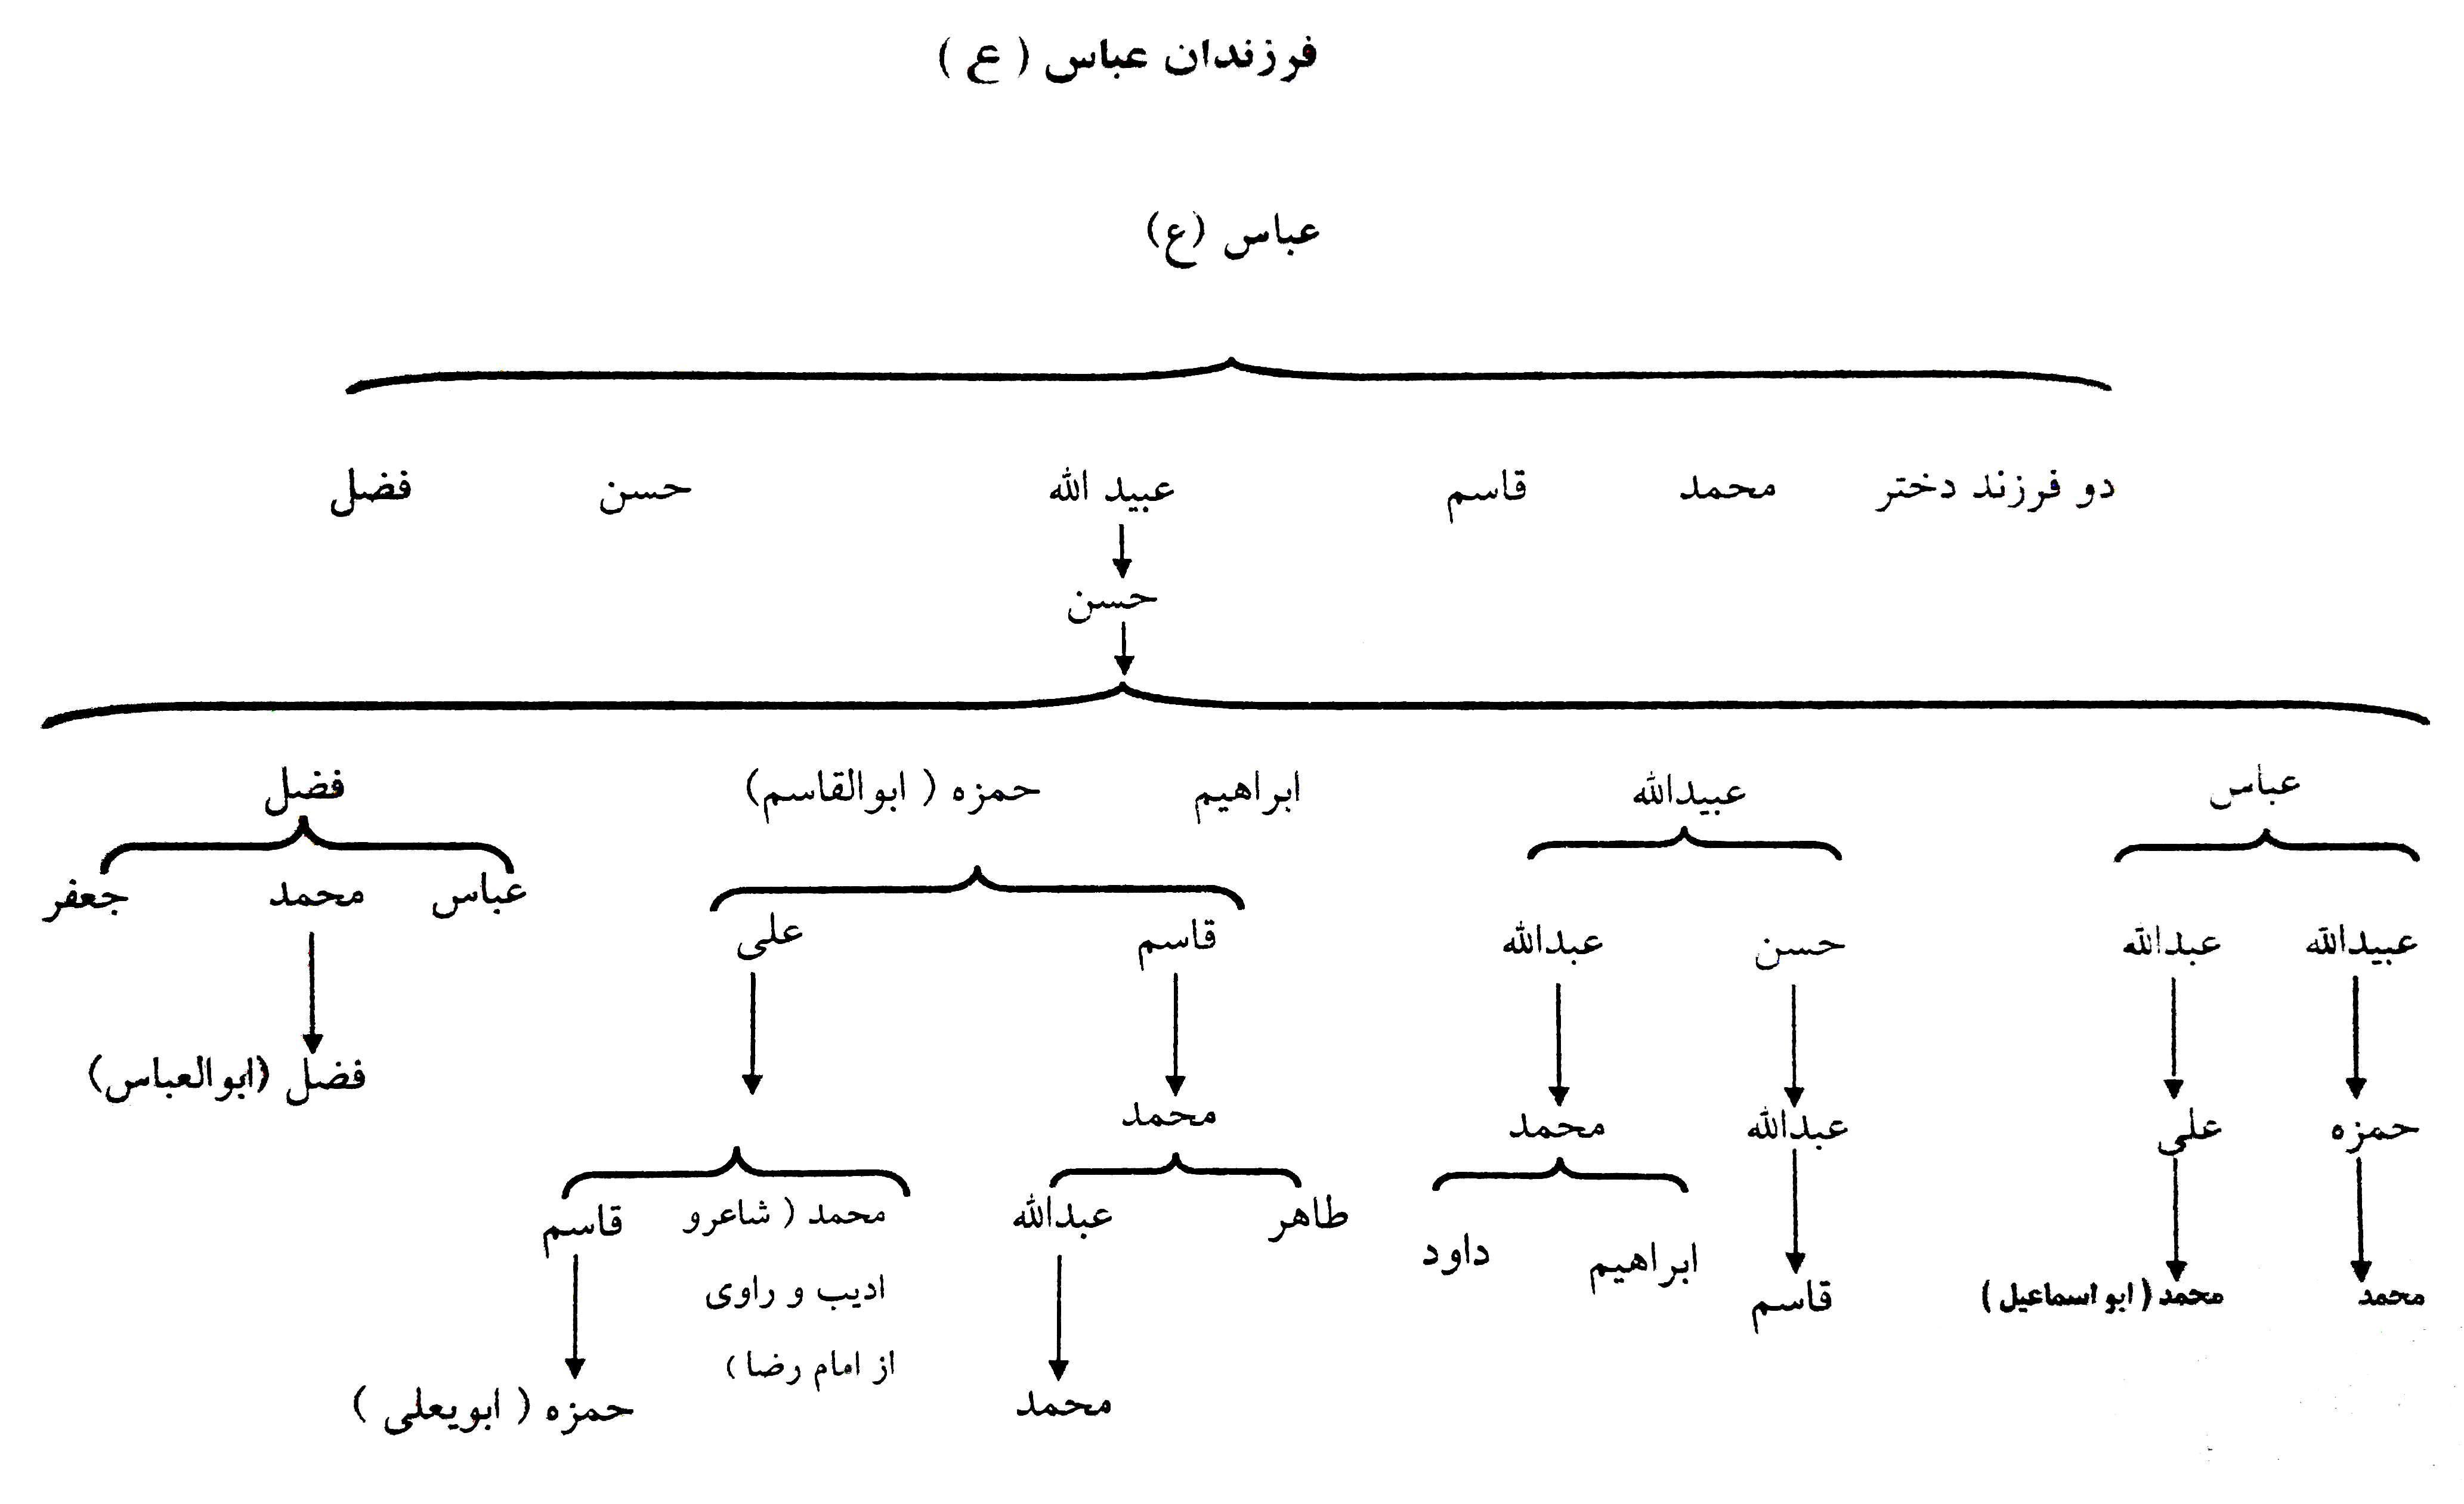 فرزندان عباس (ع)
عباس (ع)
دو فرزند دختر محمد قاسم عبید الله حسن فضل
حسن
عباس عبیدالله ابراهیم حمزه (ابوالقاسم) فضل
عباس محمد جعفر
عبیدالله عبدالله حسن عبدالله قاسم علی
فضل (ابوالعباس)
حمزه علی عبدالله محمد محمد
طاهر عبدالله محمد (شاعرو قاسم
ابراهیم داود
ادیب و راوی
محمد محمد (ابواسماعیل) قاسم
از امام رضا)
محمد حمزه (ابویعلی)